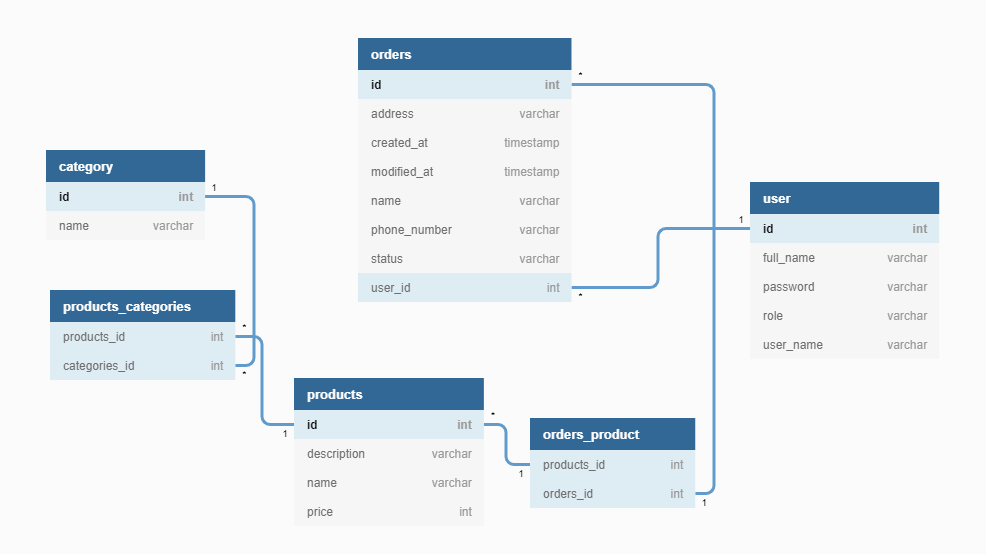 orders
id int
address varchar
created_at timestamp
modified_at timestamp
name varchar
phone_number varchar
status varchar
user_id int
*
*
category
id int
name varchar
1
user
id int
full_name varchar
password varchar
role varchar
user_name varchar
1
products_categories
products_id int
categories_id int
*
*
products
id int
description varchar
name varchar
price int
1
*
orders_product
products_id int
orders_id int
1
1